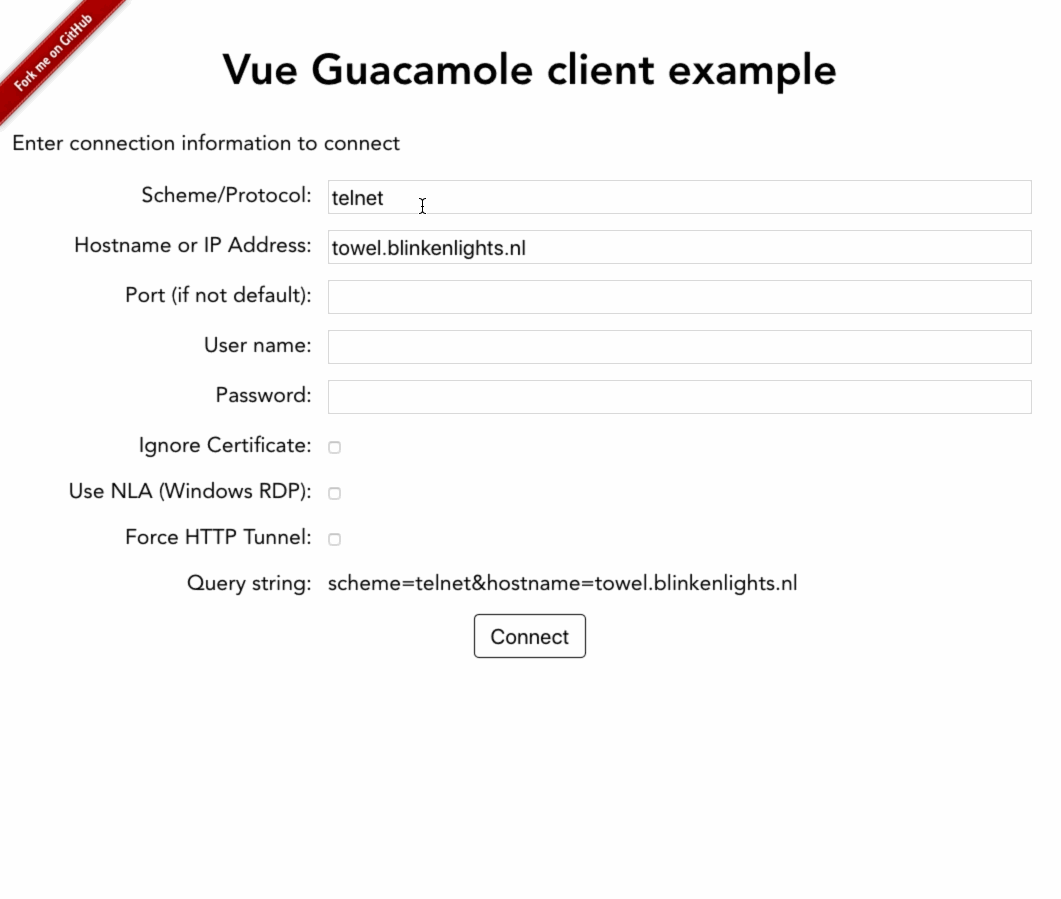 Fork me on GitHub
Vue Guacamole client example
Enter connection information to connect
Scheme/Protocol: telnet
Hostname or IP Address: towel.blinkenlights.nl
Port (if not default):
User name:
Password:
Ignore Certificate:
Use NLA (Windows RDP):
Force HTTP Tunnel:
Query string: scheme=telnet&hostname=towel.blinkenlights.nl
Connect